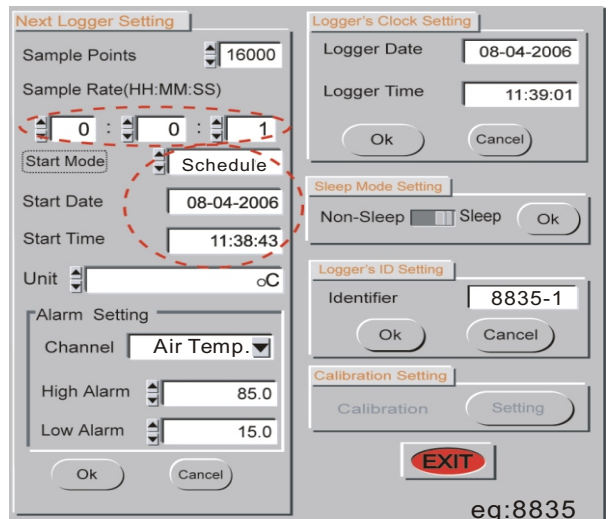 Next Logger Setting
Sample Points 16000
Sample Rate(HH:MM:SS)
0 : 0 : 1
Start Mode Schedule
Start Date 08-04-2006
Start Time 11:38:43
Unit oC
Alarm Setting
Channel Air Temp.
High Alarm 85.0
Low Alarm 15.0
Ok Cancel
Logger's Clock Setting
Logger Date 08-04-2006
Logger Time 11:39:01
Ok Cancel
Sleep Mode Setting
Non-Sleep Sleep Ok
Logger's ID Setting
Identifier 8835-1
Ok Cancel
Calibration Setting
Calibration Setting
EXIT
eg:8835